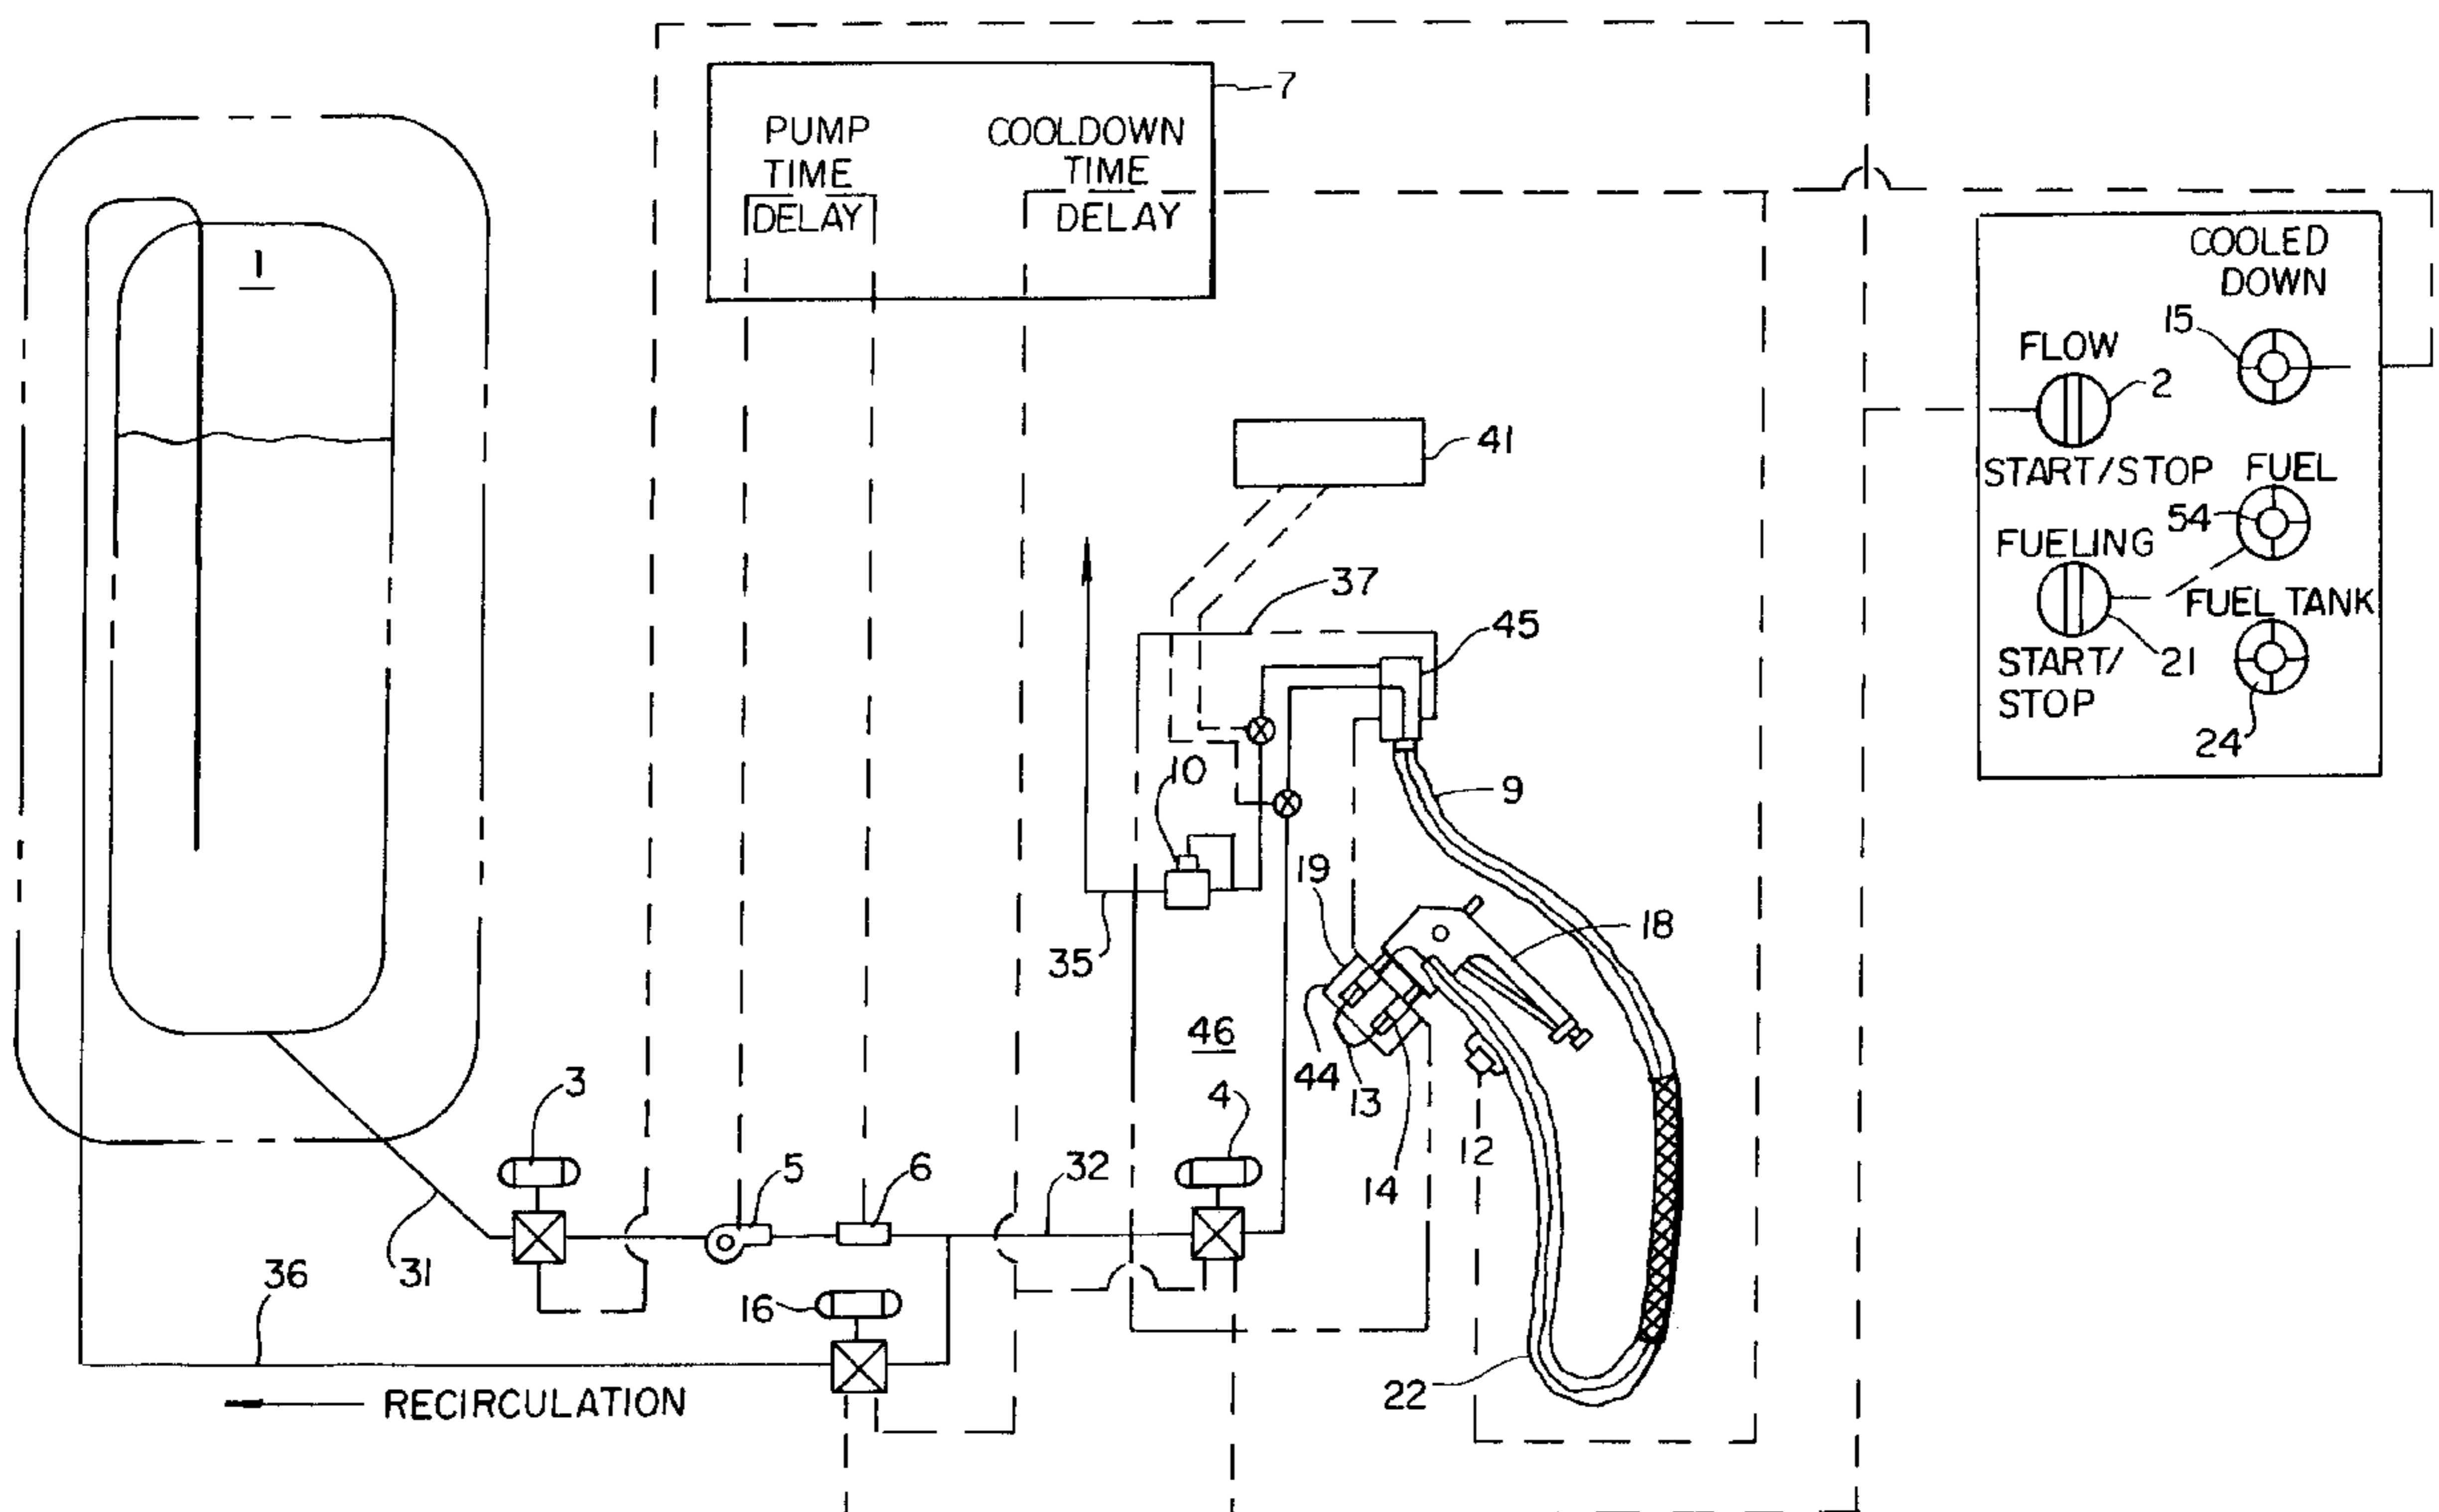 7
PUMP
TIME
DELAY
COOLDOWN
TIME
DELAY
1
COOLED
DOWN
15
FLOW
2
START/STOP
FUEL
54
FUELING
FUEL TANK
START/
STOP
21
24
41
37
45
10
9
19
18
35
46
44
13
14
12
3
4
5
6
32
31
36
16
22
RECIRCULATION